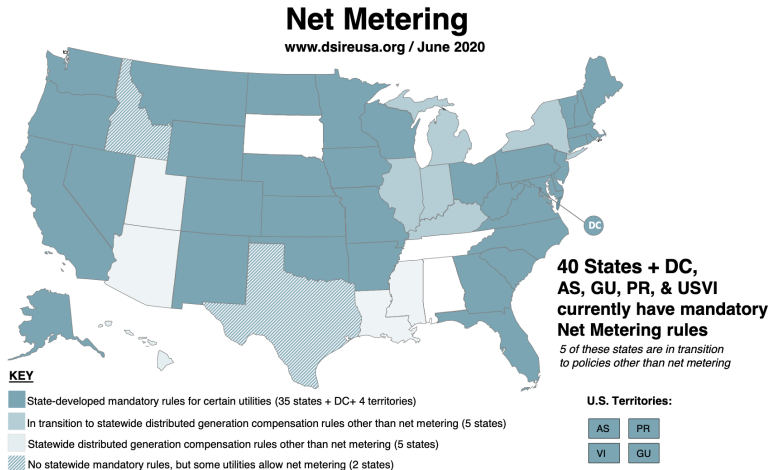 Net Metering
www.dsireusa.org / June 2020
DC
40 States + DC,
AS, GU, PR, & USVI
currently have mandatory
Net Metering rules
5 of these states are in transition
to policies other than net metering
KEY
State-developed mandatory rules for certain utilities (35 states + DC+ 4 territories)
In transition to statewide distributed generation compensation rules other than net metering (5 states)
Statewide distributed generation compensation rules other than net metering (5 states)
No statewide mandatory rules, but some utilities allow net metering (2 states)
U.S. Territories:
AS PR
VI GU